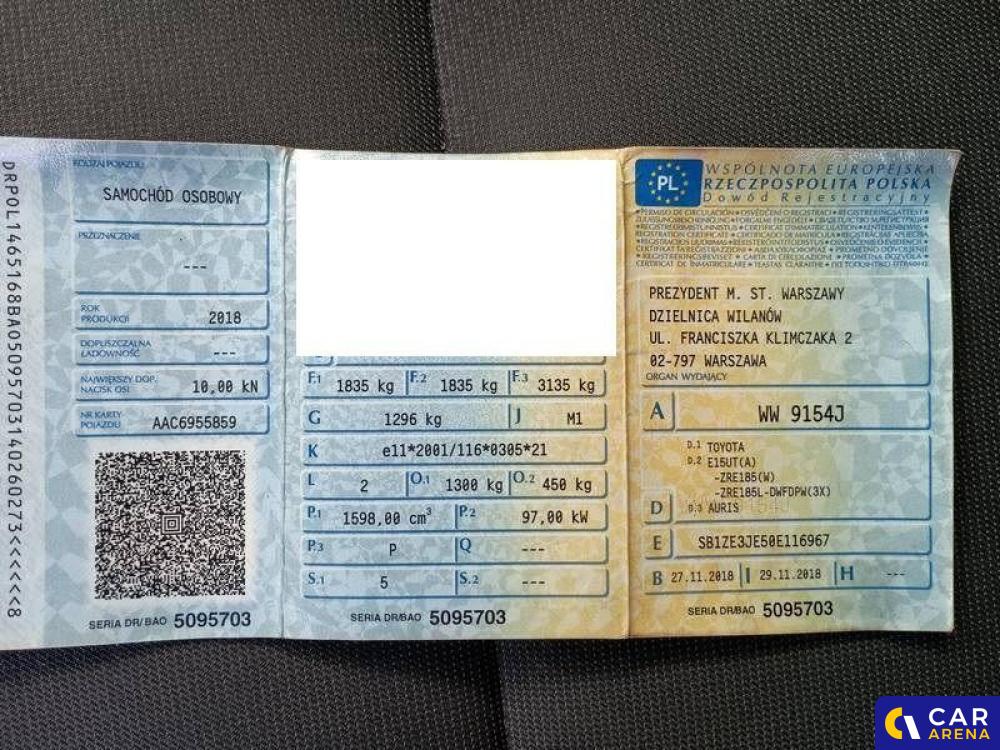 DRPOL1465168BA05095703140260273<<<<<<8
RODZAJ POJAZDU
SAMOCHÓD OSOBOWY
PRZEZNACZENIE
---
ROK
PRODUKCJI
2018
DOPUSZCZALNA
ŁADOWNOŚĆ
---
NAJWIĘKSZY DOP.
NACISK OSI
10,00 kN
NR KARTY
POJAZDU
AAC6955859
SERIA DR/BAO 5095703
F.1 1835 kg F.2 1835 kg F.3 3135 kg
G 1296 kg J M1
K e11*2001/116*0305*21
L 2 O.1 1300 kg O.2 450 kg
P.1 1598,00 cm³ P.2 97,00 kW
P.3 P Q ---
S.1 5 S.2 ---
SERIA DR/BAO 5095703
PL
WSPÓLNOTA EUROPEJSKA
RZECZPOSPOLITA POLSKA
Dowód Rejestracyjny
PREZYDENT M. ST. WARSZAWY
DZIELNICA WILANÓW
UL. FRANCISZKA KLIMCZAKA 2
02-797 WARSZAWA
ORGAN WYDAJĄCY
A WW 9154J
D.1 TOYOTA
D.2 E15UT(A)
-ZRE185(W)
-ZRE185L-DWFDPW(3X)
D D.3 AURIS
E SB1ZE3JE50E116967
B 27.11.2018 I 29.11.2018 H ---
SERIA DR/BAO 5095703
CAR
ARENA